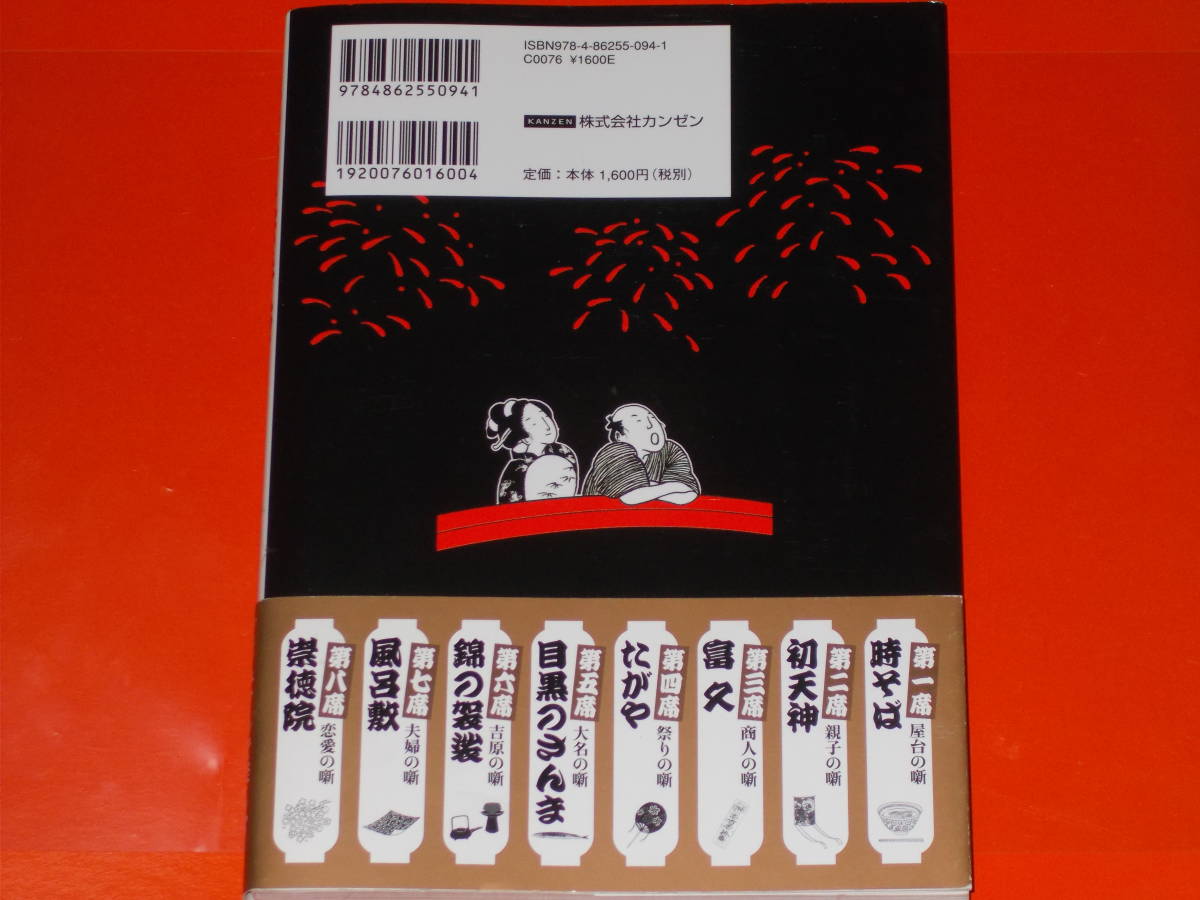 ISBN978-4-86255-094-1
C0076 ¥1600E
9784862550941
KANZEN 株式会社カンゼン
1920076016004
定価：本体 1,600円（税別）
第一席 屋台の噺
時そば
第二席 親子の噺
初天神
第三席 商人の噺
富久
第四席 祭りの噺
たがや
第五席 大名の噺
目黒のさんま
第六席 吉原の噺
錦の袈裟
第七席 夫婦の噺
風呂敷
第八席 恋愛の噺
崇徳院